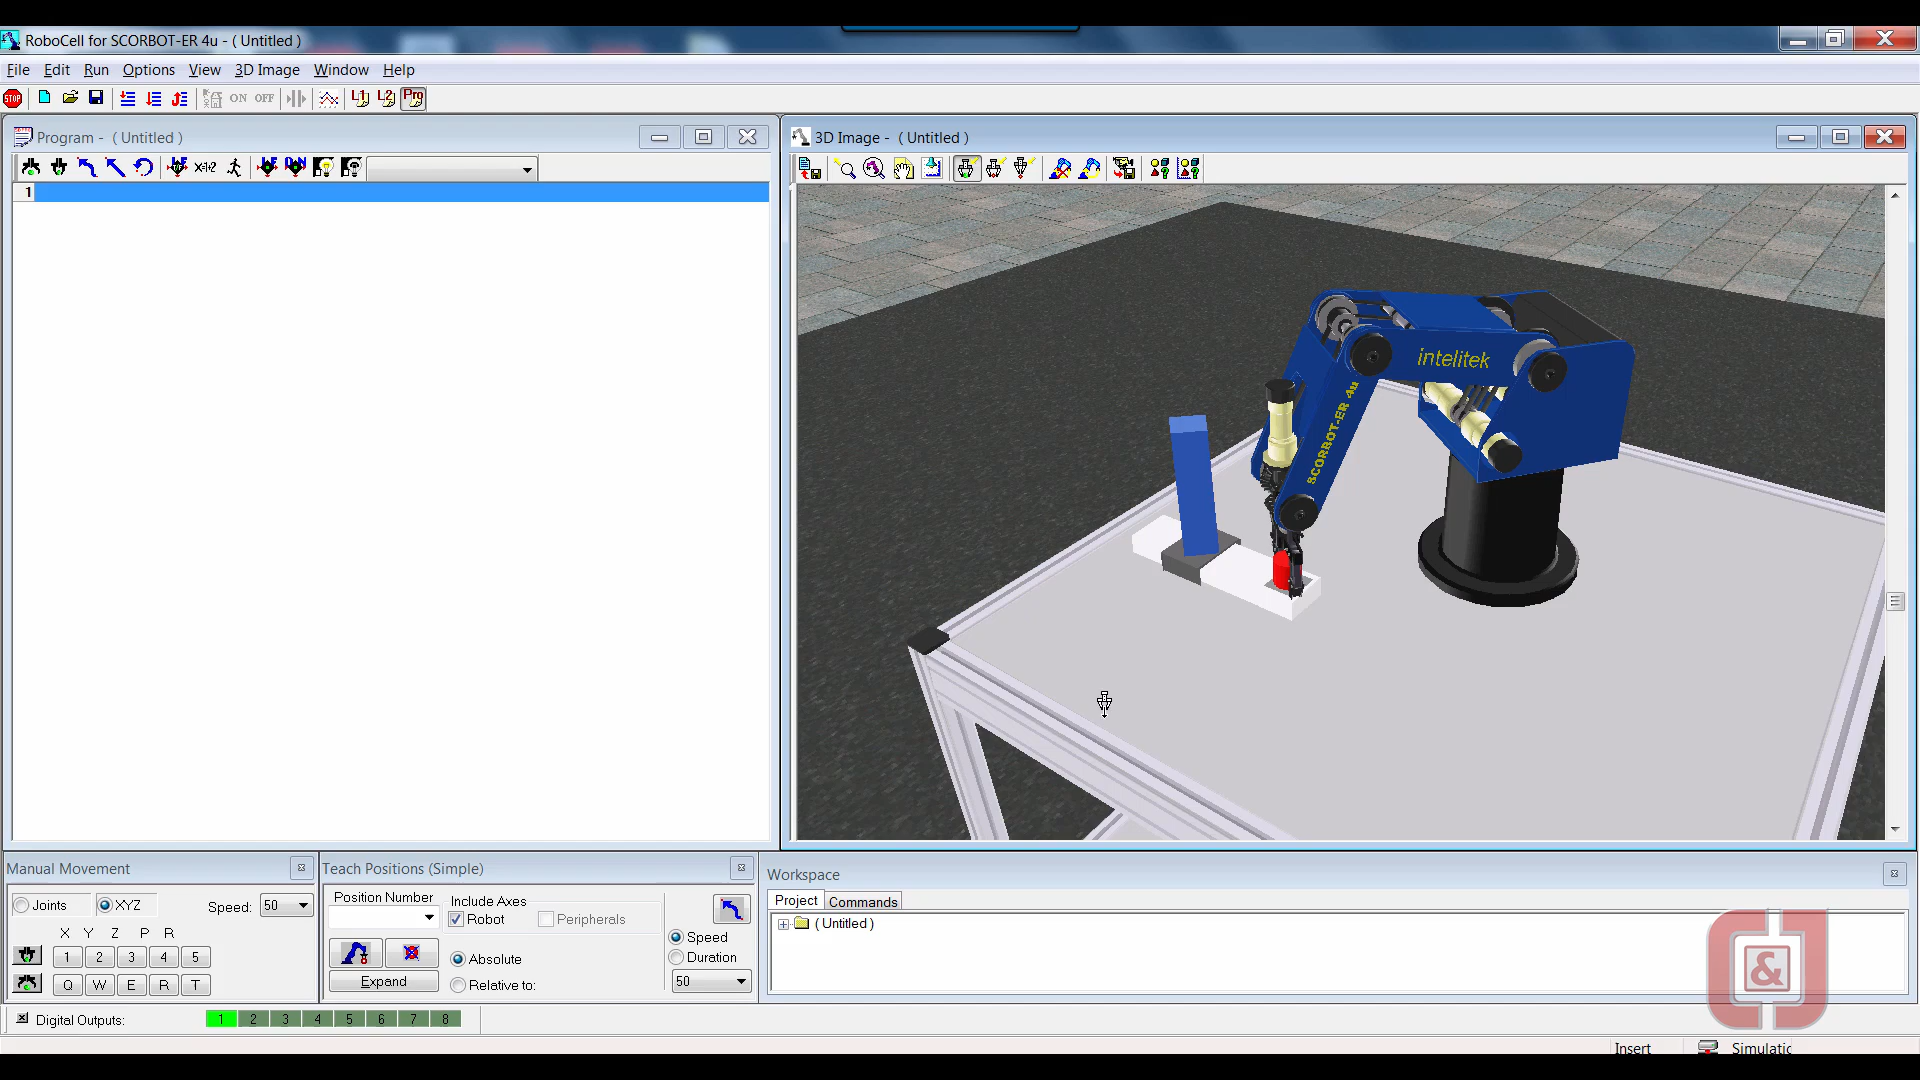 RoboCell for SCORBOT-ER 4u - ( Untitled )
File Edit Run Options View 3D Image Window Help
STOP ON OFF L1 L2 Prg
Program - ( Untitled )
3D Image - ( Untitled )
1
intelitek
SCORBOT-ER 4u
Manual Movement
Joints XYZ Speed: 50
X Y Z P R
1 2 3 4 5
Q W E R T
Teach Positions (Simple)
Position Number
Include Axes
Robot Peripherals
Expand
Absolute
Relative to:
Speed
Duration
50
Workspace
Project Commands
( Untitled )
Digital Outputs: 1 2 3 4 5 6 7 8
Insert Simulatic
C&J